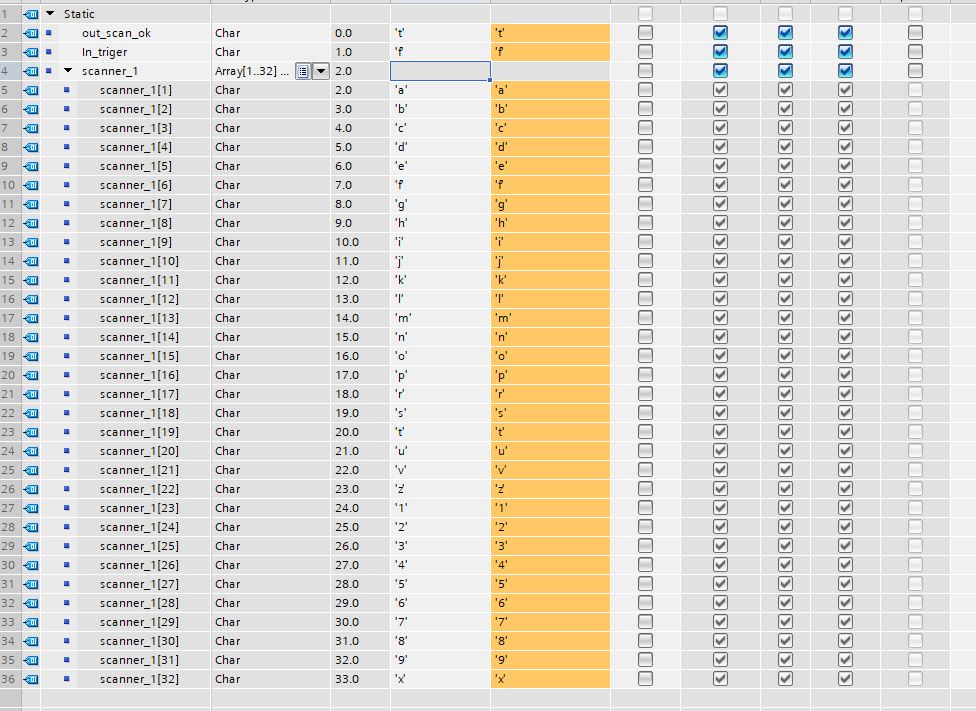 1 Static
2 out_scan_ok Char 0.0 't' 't'
3 In_triger Char 1.0 'f' 'f'
4 scanner_1 Array[1..32] ... 2.0
5 scanner_1[1] Char 2.0 'a' 'a'
6 scanner_1[2] Char 3.0 'b' 'b'
7 scanner_1[3] Char 4.0 'c' 'c'
8 scanner_1[4] Char 5.0 'd' 'd'
9 scanner_1[5] Char 6.0 'e' 'e'
10 scanner_1[6] Char 7.0 'f' 'f'
11 scanner_1[7] Char 8.0 'g' 'g'
12 scanner_1[8] Char 9.0 'h' 'h'
13 scanner_1[9] Char 10.0 'i' 'i'
14 scanner_1[10] Char 11.0 'j' 'j'
15 scanner_1[11] Char 12.0 'k' 'k'
16 scanner_1[12] Char 13.0 'l' 'l'
17 scanner_1[13] Char 14.0 'm' 'm'
18 scanner_1[14] Char 15.0 'n' 'n'
19 scanner_1[15] Char 16.0 'o' 'o'
20 scanner_1[16] Char 17.0 'p' 'p'
21 scanner_1[17] Char 18.0 'r' 'r'
22 scanner_1[18] Char 19.0 's' 's'
23 scanner_1[19] Char 20.0 't' 't'
24 scanner_1[20] Char 21.0 'u' 'u'
25 scanner_1[21] Char 22.0 'v' 'v'
26 scanner_1[22] Char 23.0 'z' 'z'
27 scanner_1[23] Char 24.0 '1' '1'
28 scanner_1[24] Char 25.0 '2' '2'
29 scanner_1[25] Char 26.0 '3' '3'
30 scanner_1[26] Char 27.0 '4' '4'
31 scanner_1[27] Char 28.0 '5' '5'
32 scanner_1[28] Char 29.0 '6' '6'
33 scanner_1[29] Char 30.0 '7' '7'
34 scanner_1[30] Char 31.0 '8' '8'
35 scanner_1[31] Char 32.0 '9' '9'
36 scanner_1[32] Char 33.0 'x' 'x'